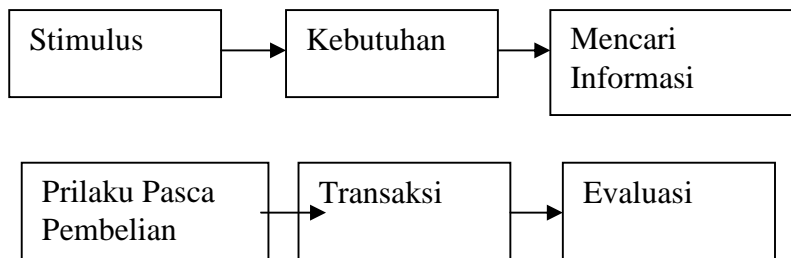 Stimulus
Kebutuhan
Mencari
Informasi
Prilaku Pasca
Pembelian
Transaksi
Evaluasi